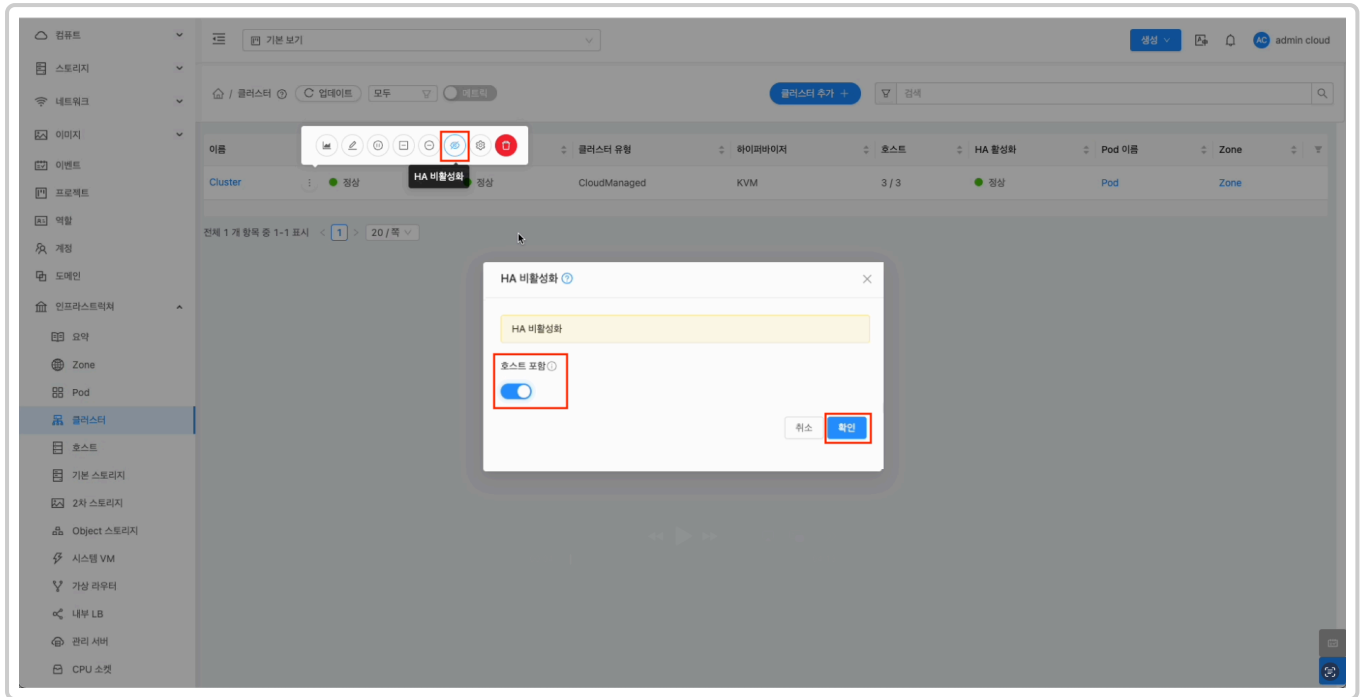 컴퓨트
기본 보기
생성
AC admin cloud
스토리지
/ 클러스터 업데이트 모두 메트릭 클러스터 추가 + 검색
네트워크
이미지
이름 클러스터 유형 하이퍼바이저 호스트 HA 활성화 Pod 이름 Zone
이벤트
HA 비활성화
Cluster 정상 정상 CloudManaged KVM 3 / 3 정상 Pod Zone
프로젝트
역할
전체 1 개 항목 중 1-1 표시 < 1 > 20 / 쪽
계정
도메인
HA 비활성화
인프라스트럭쳐
HA 비활성화
요약
호스트 포함
Zone
Pod
클러스터
취소 확인
호스트
기본 스토리지
2차 스토리지
Object 스토리지
시스템 VM
가상 라우터
내부 LB
관리 서버
CPU 소켓